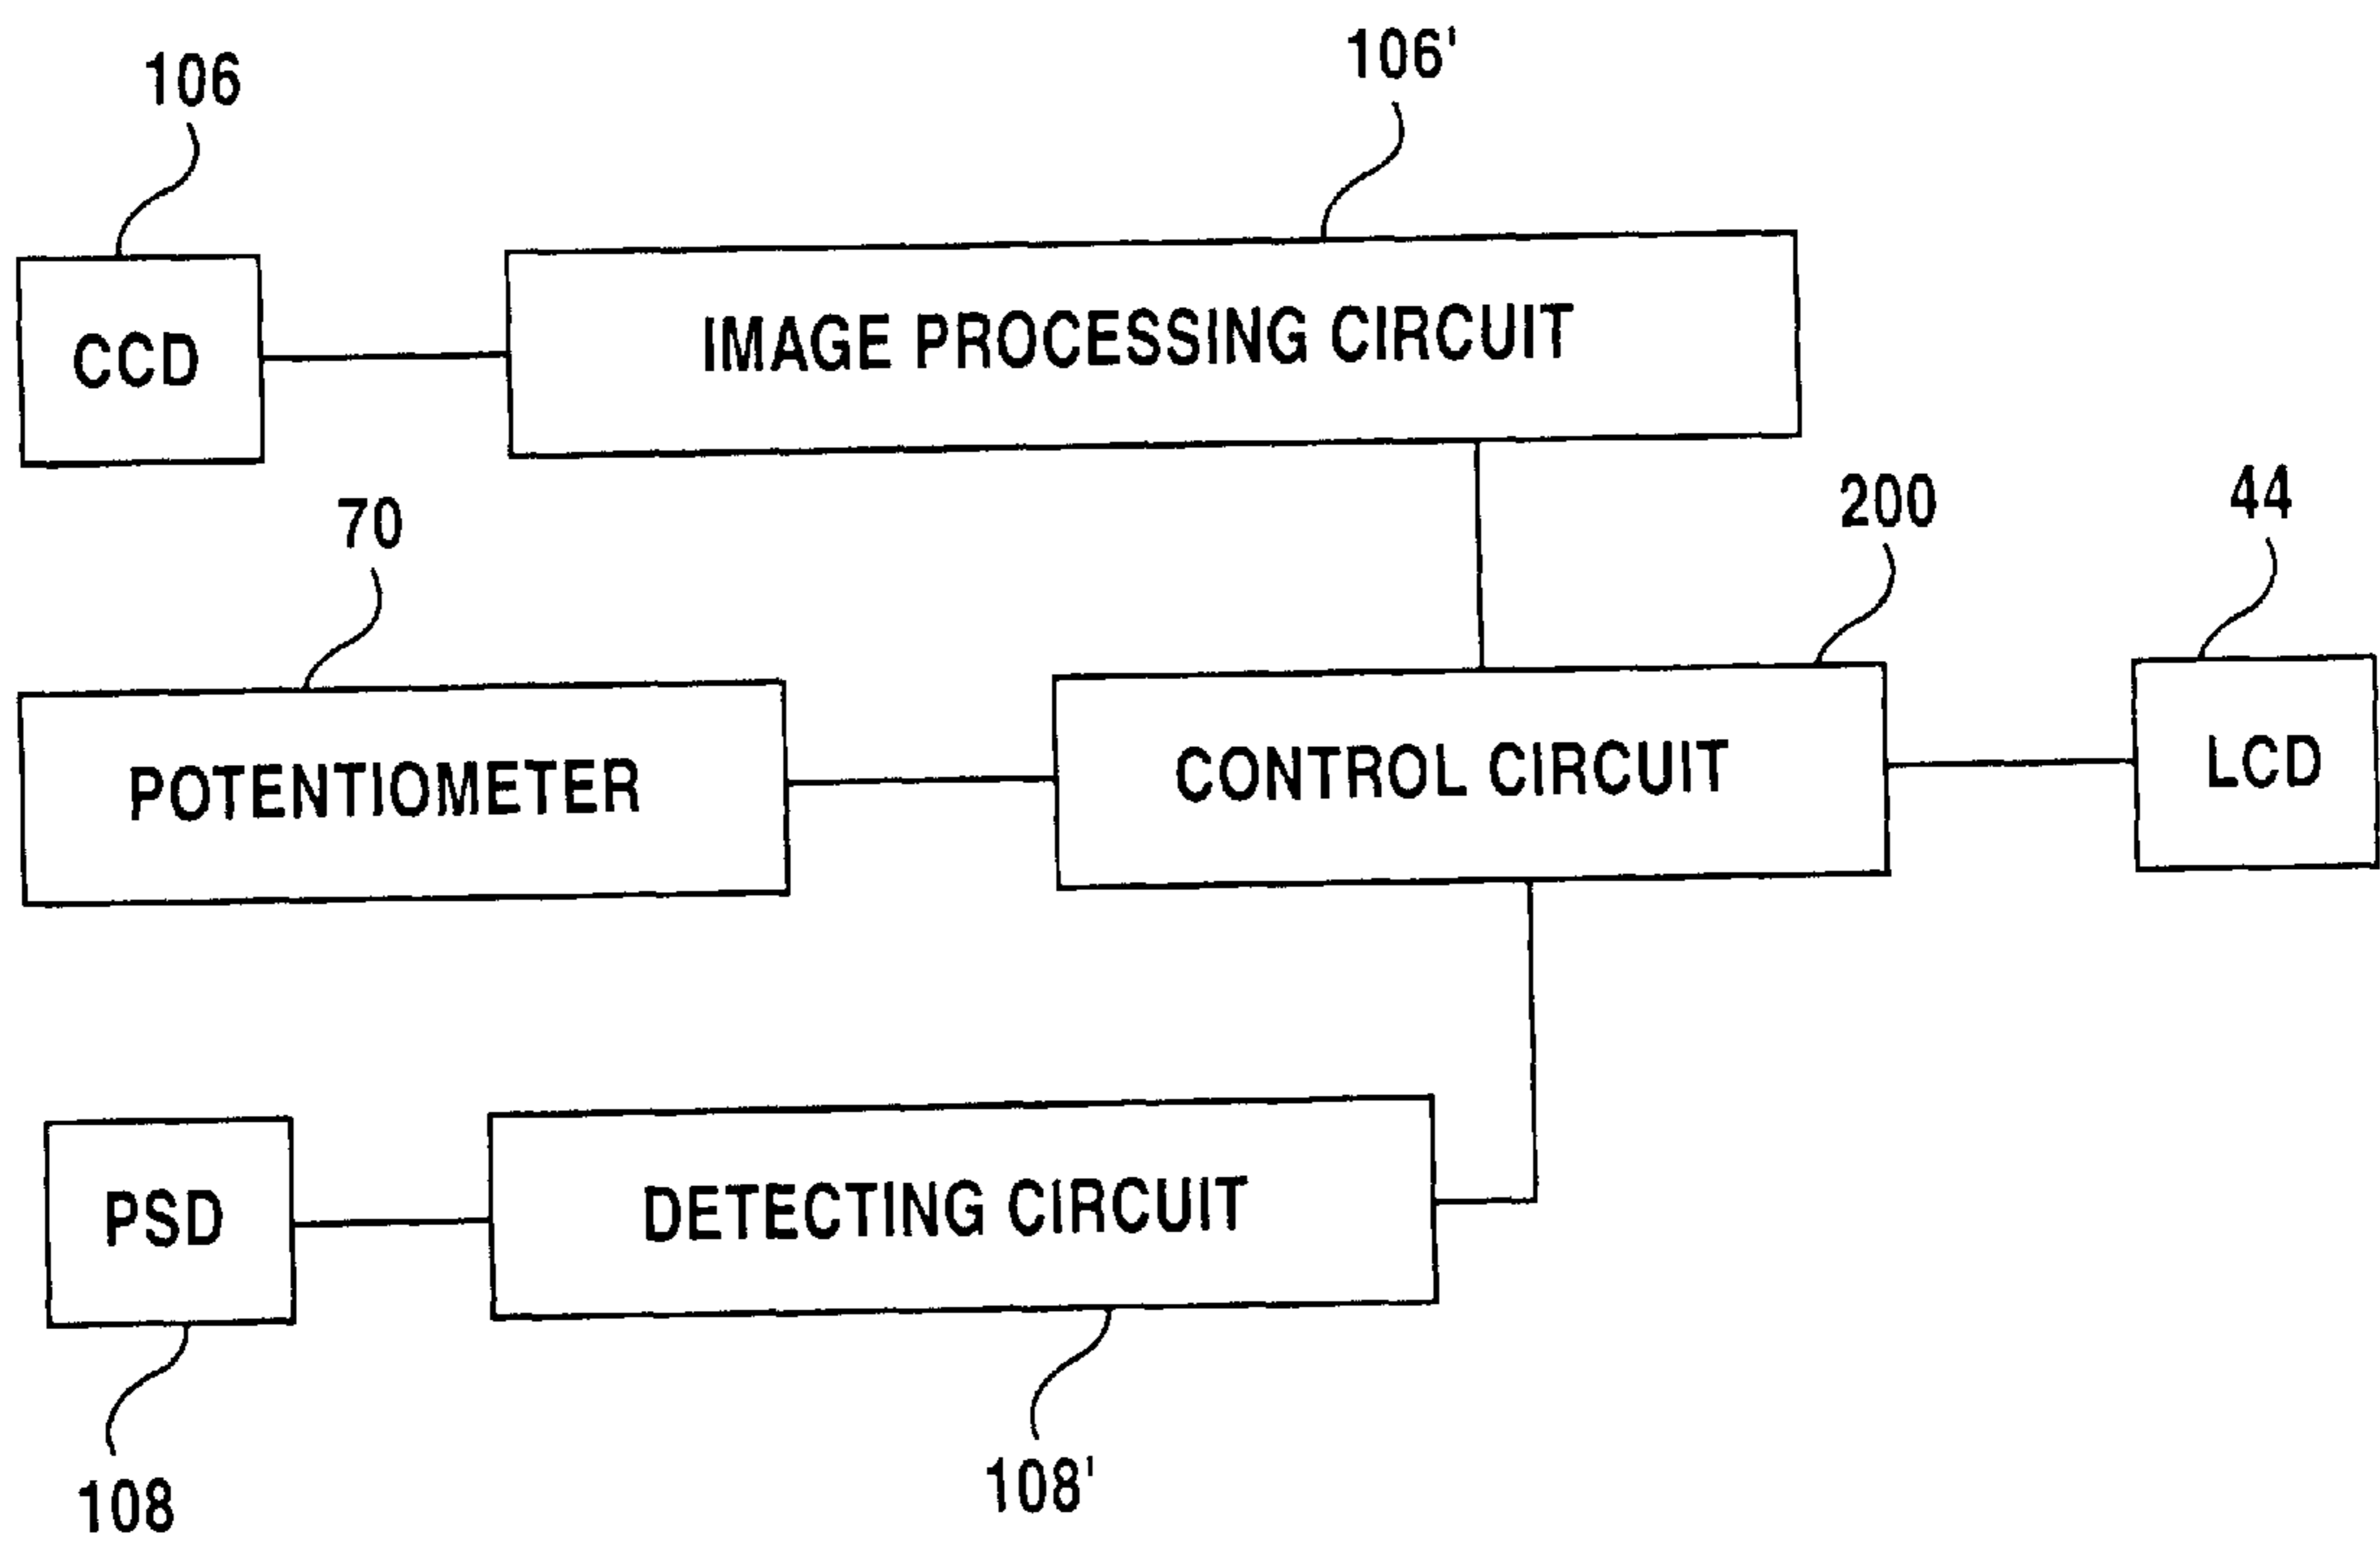 106
106'
CCD
IMAGE PROCESSING CIRCUIT
70
200
44
POTENTIOMETER
CONTROL CIRCUIT
LCD
PSD
DETECTING CIRCUIT
108
108'